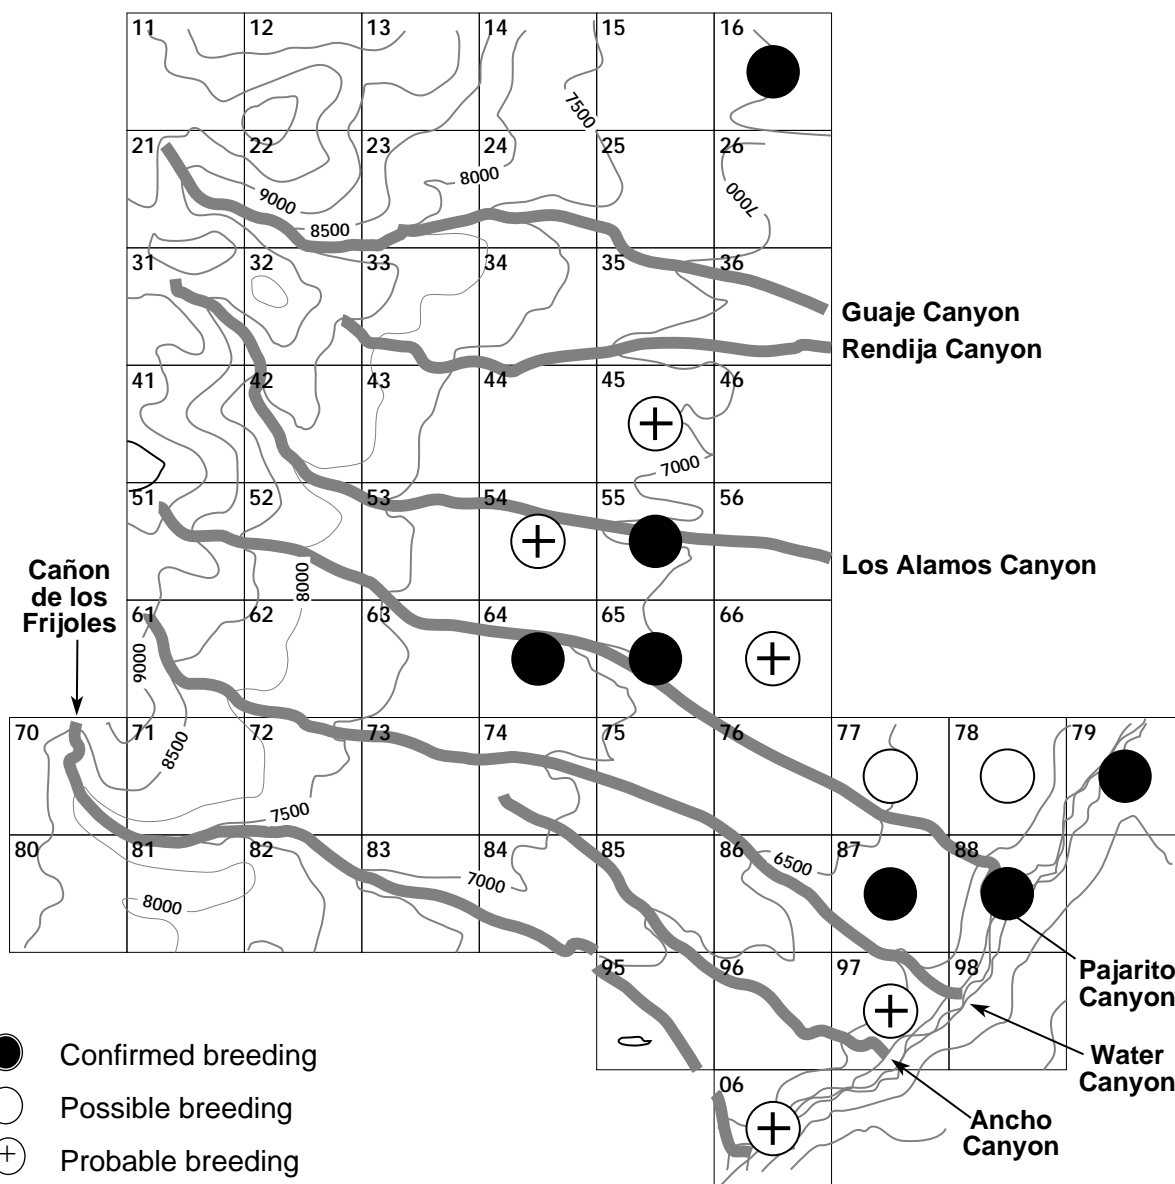 11 12 13 14 15 16
7500
21 22 23 24 25 26
8000
9000
7000
8500
31 32 33 34 35 36
Guaje Canyon
Rendija Canyon
41 42 43 44 45 46
7000
51 52 53 54 55 56
Los Alamos Canyon
Cañon
de los
Frijoles
8000
61 62 63 64 65 66
9000
70 71 72 73 74 75 76 77 78 79
8500
7500
80 81 82 83 84 85 86 87 88
6500
7000
8000
95 96 97 98
Pajarito
Canyon
Water
Canyon
06
Ancho
Canyon
Confirmed breeding
Possible breeding
Probable breeding